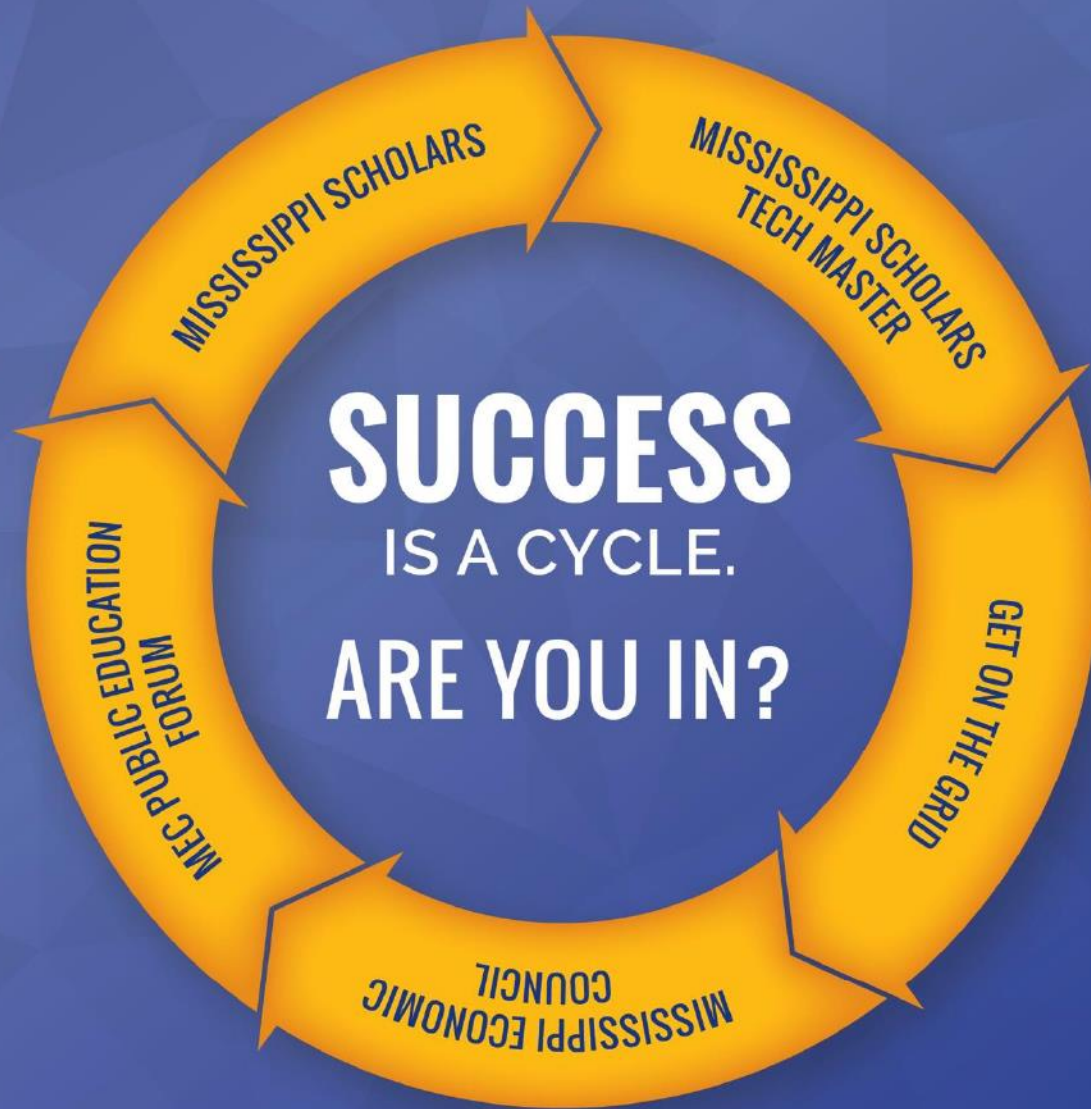 MISSISSIPPI SCHOLARS
MISSISSIPPI SCHOLARS
TECH MASTER
GET ON THE GRID
MISSISSIPPI ECONOMIC
COUNCIL
MEC PUBLIC EDUCATION
FORUM
SUCCESS
IS A CYCLE.
ARE YOU IN?